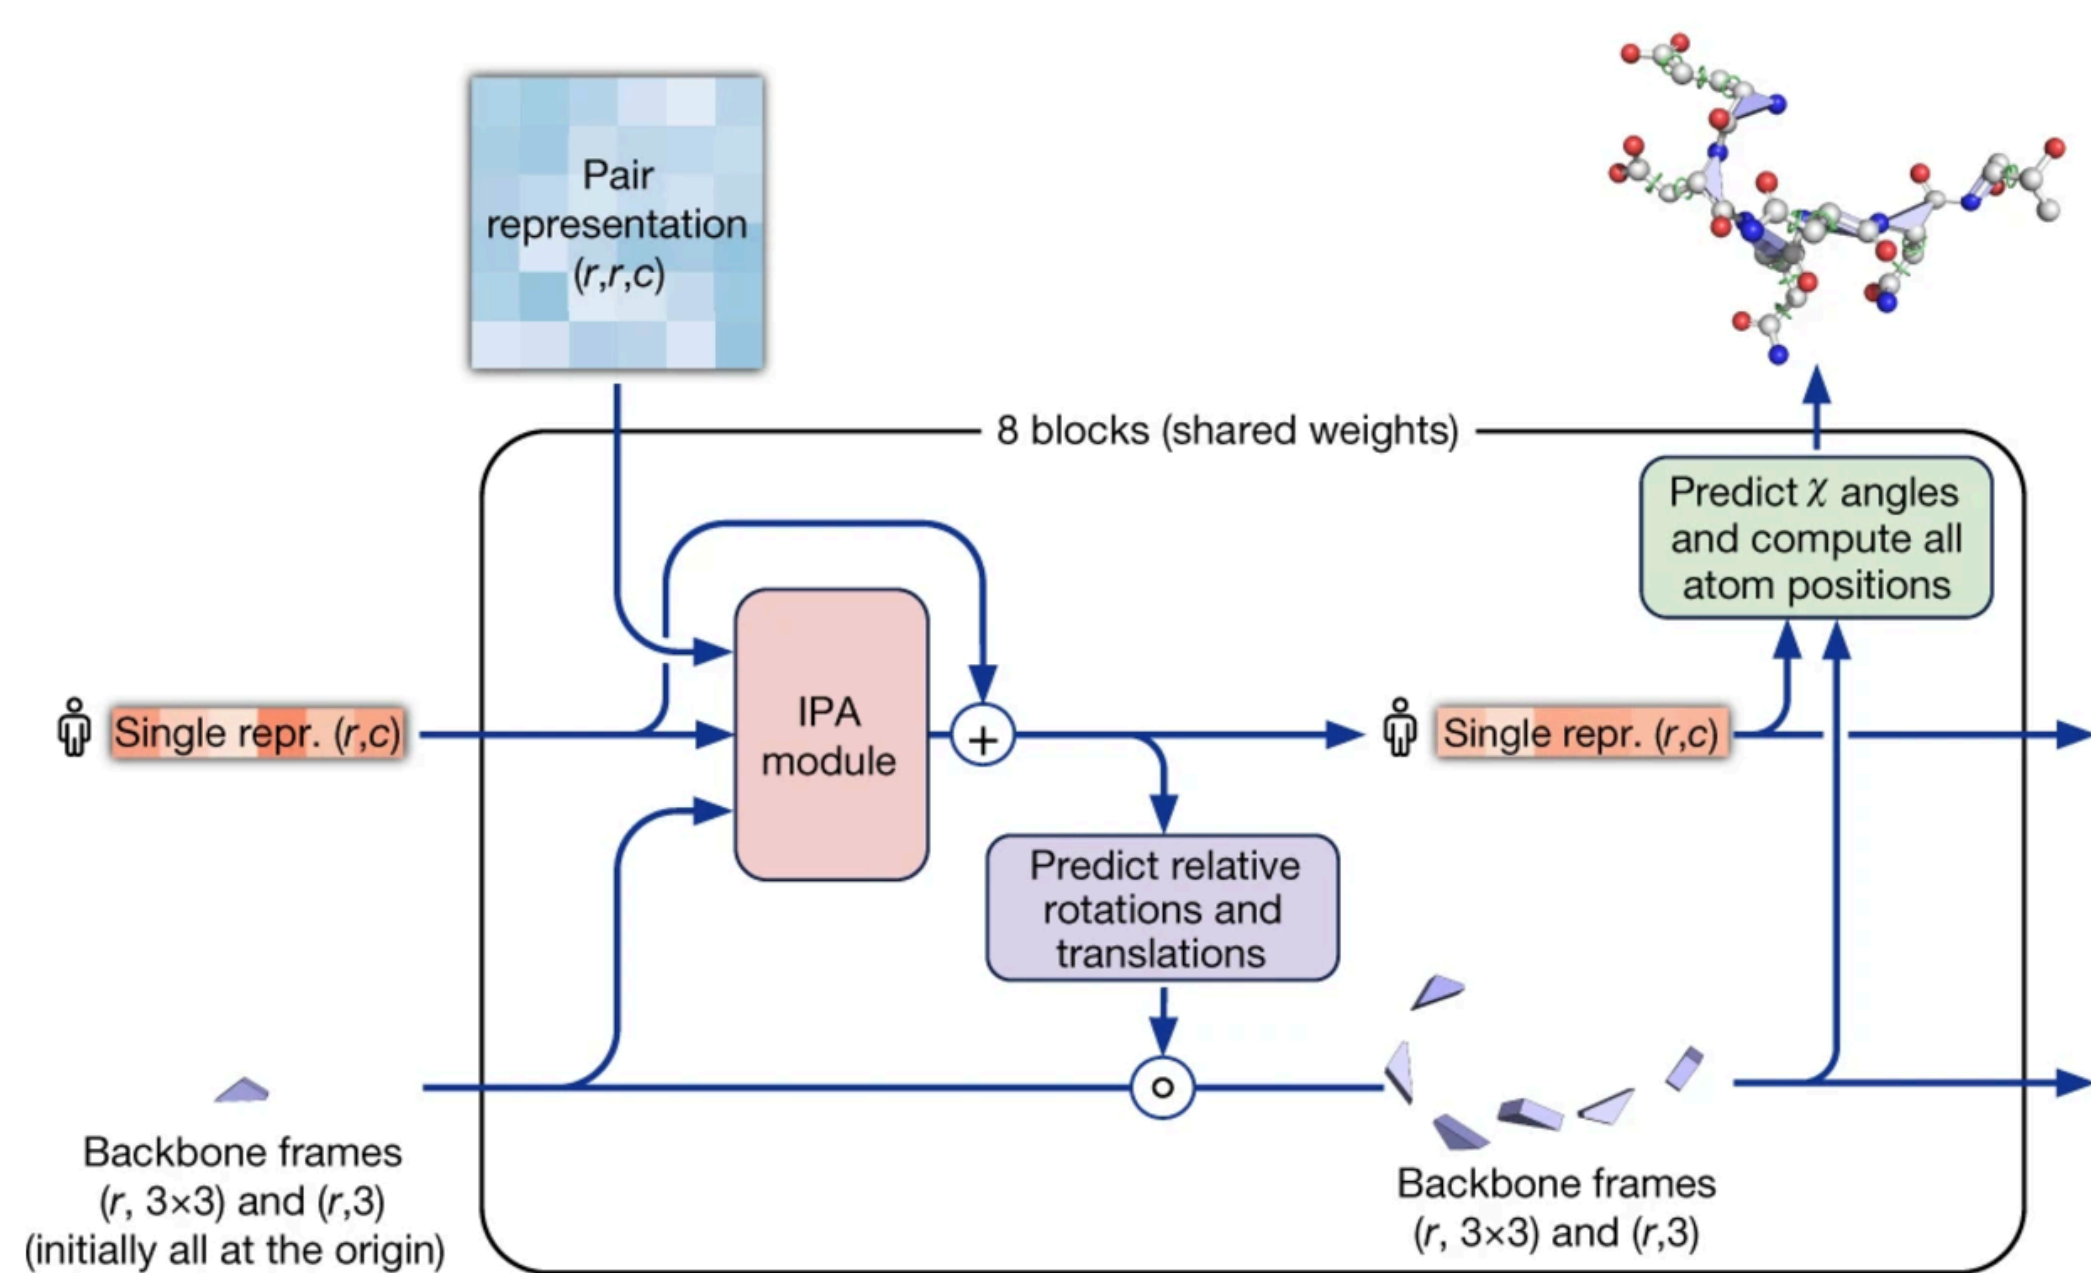 Pair
representation
(r,r,c)
8 blocks (shared weights)
Predict χ angles
and compute all
atom positions
IPA
module
+
Single repr. (r,c)
Single repr. (r,c)
Predict relative
rotations and
translations
Backbone frames
(r, 3×3) and (r,3)
(initially all at the origin)
Backbone frames
(r, 3×3) and (r,3)